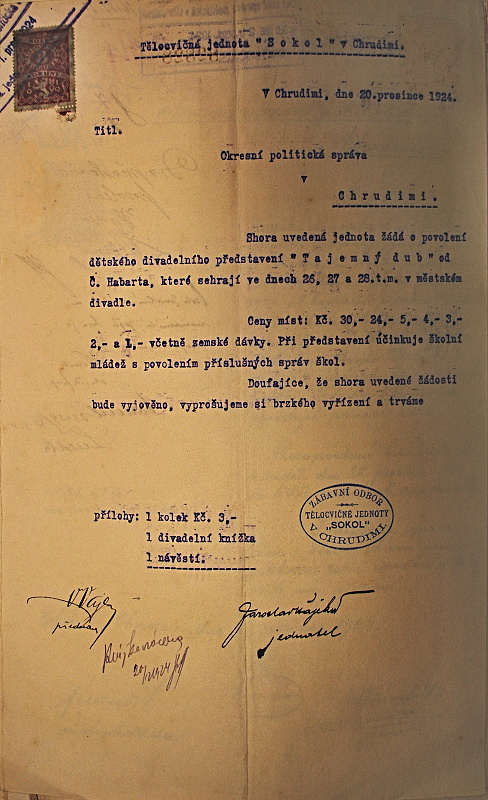 Tělocvičná jednota "Sokol" v Chrudimi.
V Chrudimi, dne 20.prosince 1924.
Titl.
Okresní politická správa
v
Chrudimi.
Shora uvedená jednota žádá o povolení
dětského divadelního představení "Tajemný dub" od
Č. Habarta, které sehrají ve dnech 26, 27 a 28.t.m. v městském
divadle.
Ceny míst: Kč. 30,- 24,- 5,- 4,- 3,-
2,- a 1,- včetně zemské dávky. Při představení účinkuje školní
mládež s povolením příslušných správ škol.
Doufajíce, že shora uvedené žádosti
bude vyjověno, vyprošujeme si brzkého vyřízení a trváme
ZÁBAVNÍ ODBOR
TĚLOCVIČNÉ JEDNOTY
„SOKOL"
V CHRUDIMI.
přílohy: 1 kolek Kč. 3,-
1 divadelní knížka
1 návěstí.
jednatel